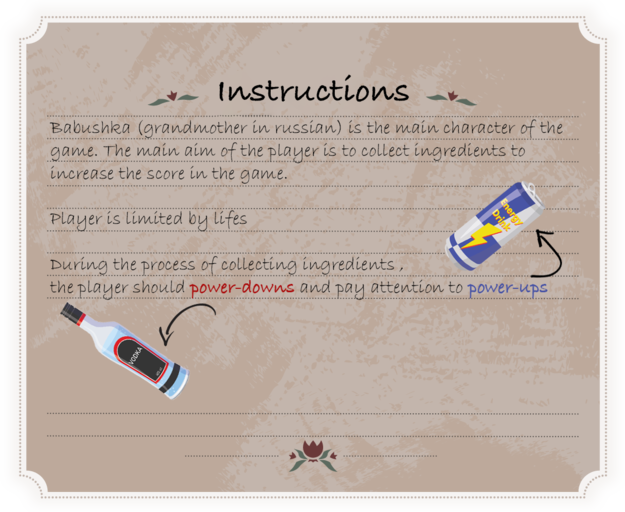 Instructions
Babushka (grandmother in russian) is the main character of the
game. The main aim of the player is to collect ingredients to
increase the score in the game.
Energy
Drink
Player is limited by lifes
During the process of collecting ingredients ,
the player should power-downs and pay attention to power-ups
VODKA